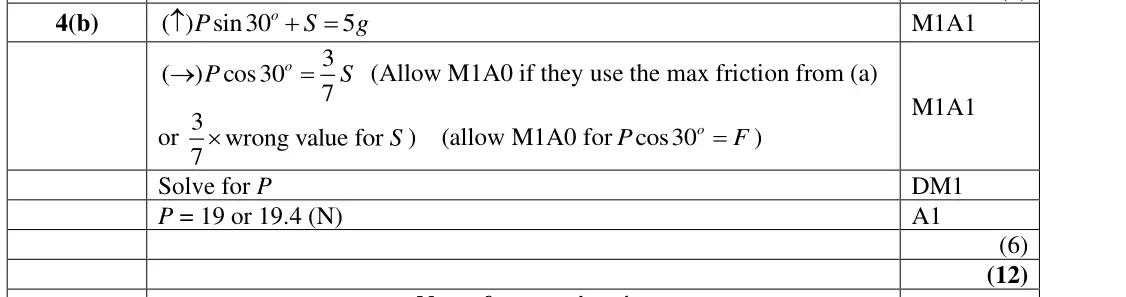 4(b) (↑)P sin 30° + S = 5g M1A1
(→)P cos 30° = 3/7 S (Allow M1A0 if they use the max friction from (a)
or 3/7 × wrong value for S ) (allow M1A0 for P cos 30° = F ) M1A1
Solve for P DM1
P = 19 or 19.4 (N) A1
(6)
(12)